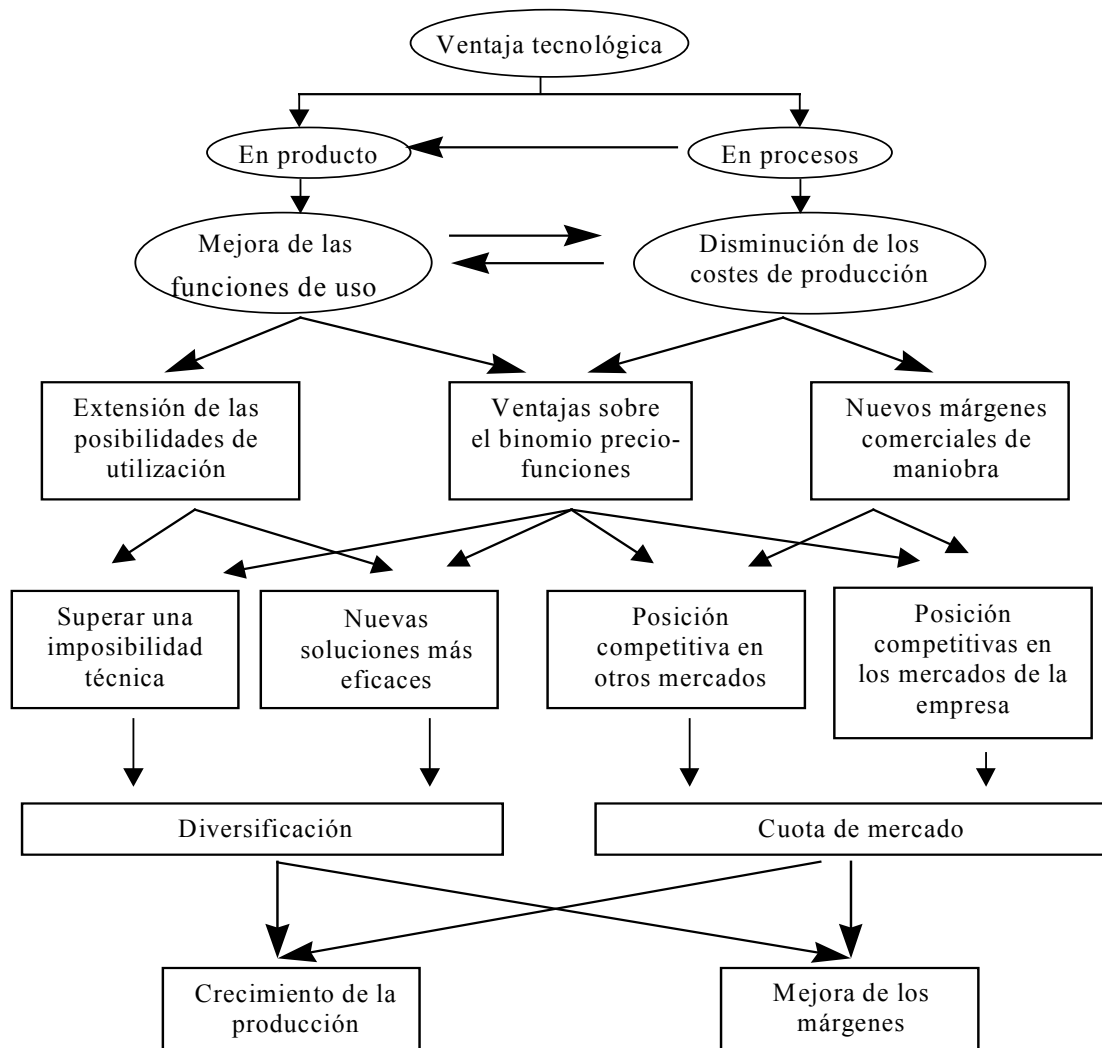 Ventaja tecnológica
En producto
En procesos
Mejora de las
funciones de uso
Disminución de los
costes de producción
Extensión de las
posibilidades de
utilización
Ventajas sobre
el binomio precio-
funciones
Nuevos márgenes
comerciales de
maniobra
Superar una
imposibilidad
técnica
Nuevas
soluciones más
eficaces
Posición
competitiva en
otros mercados
Posición
competitivas en
los mercados de la
empresa
Diversificación
Cuota de mercado
Crecimiento de la
producción
Mejora de los
márgenes